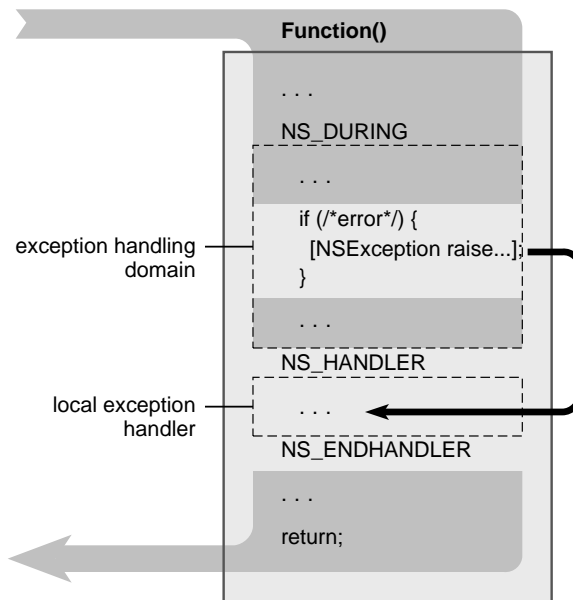 Function()
. . .
NS_DURING
. . .
if (/*error*/) {
[NSException raise...];
}
exception handling
domain
. . .
NS_HANDLER
local exception
handler
. . .
NS_ENDHANDLER
. . .
return;